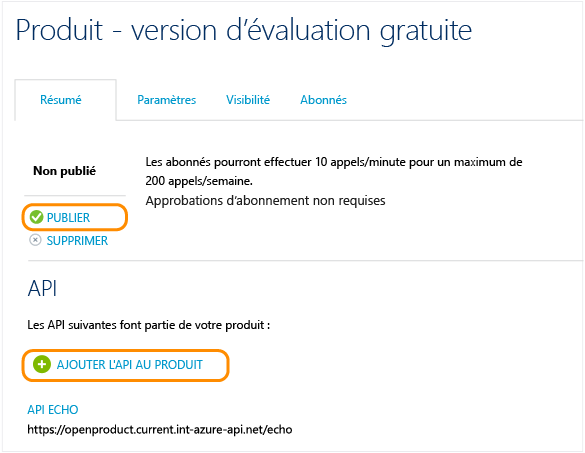 Produit - version d'évaluation gratuite
Résumé
Paramètres
Visibilité
Abonnés
Non publié
Les abonnés pourront effectuer 10 appels/minute pour un maximum de
200 appels/semaine.
Approbations d'abonnement non requises
PUBLIER
SUPPRIMER
API
Les API suivantes font partie de votre produit :
AJOUTER L'API AU PRODUIT
API ECHO
https://openproduct.current.int-azure-api.net/echo